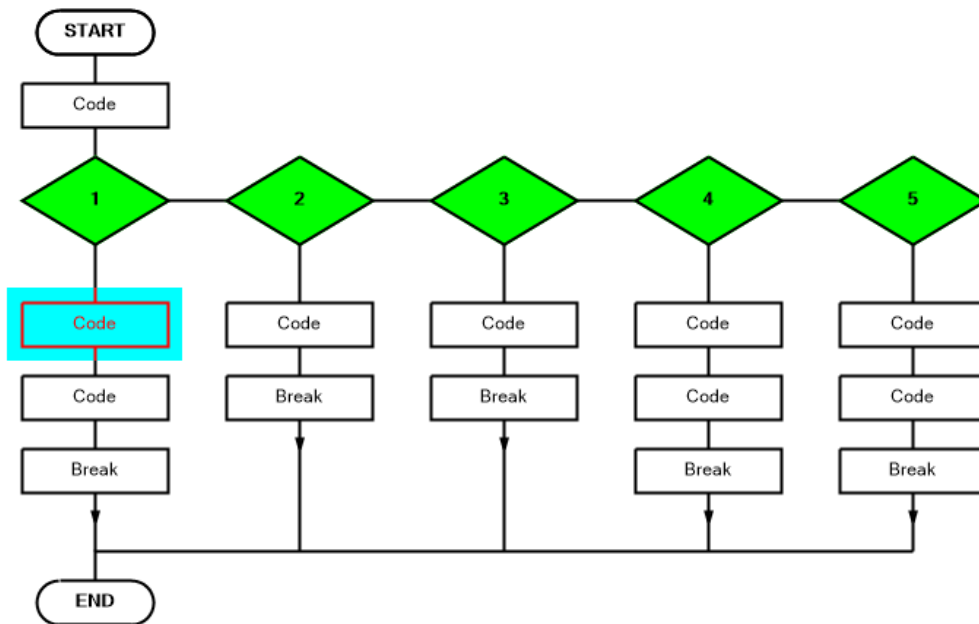 START
Code
1 2 3 4 5
Code Code Code Code Code
Code Break Break Code Code
Break Break Break
END